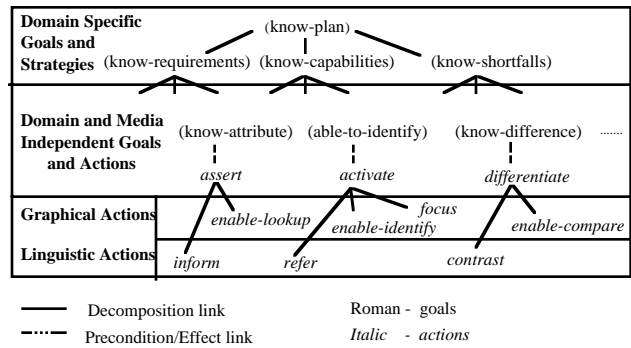 Domain Specific
Goals and
Strategies
(know-plan)
(know-requirements) (know-capabilities) (know-shortfalls)
Domain and Media
Independent Goals
and Actions
(know-attribute) (able-to-identify) (know-difference) .......
assert activate differentiate
Graphical Actions
enable-lookup focus
enable-identify enable-compare
Linguistic Actions
inform refer contrast
Decomposition link Roman - goals
Precondition/Effect link Italic - actions